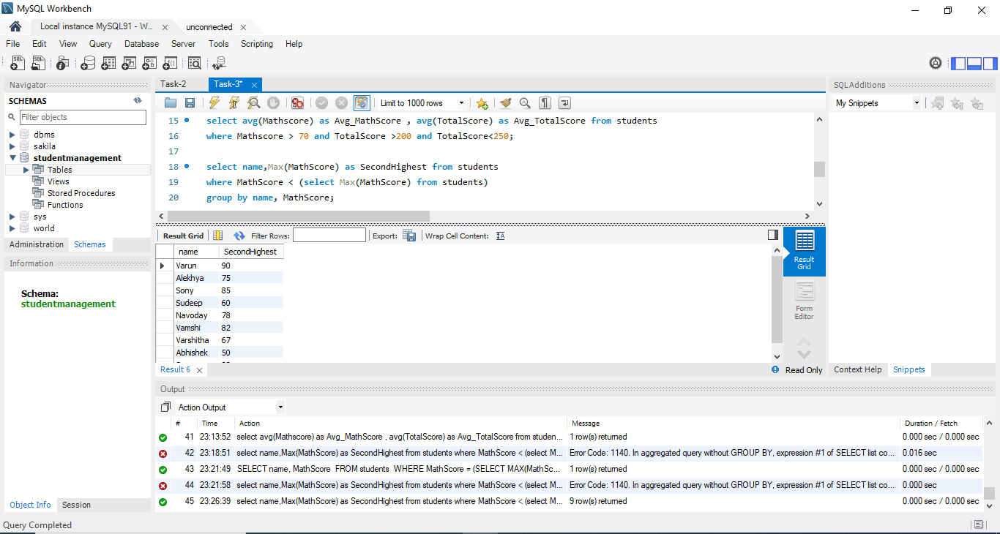 MySQL Workbench
Local instance MySQL91 - W... unconnected
File Edit View Query Database Server Tools Scripting Help
Navigator
SCHEMAS
Filter objects
dbms
sakila
studentmanagement
Tables
Views
Stored Procedures
Functions
sys
world
Administration Schemas
Information
Schema:
studentmanagement
Object Info Session
Task-2 Task-3*
Limit to 1000 rows
15 select avg(Mathscore) as Avg_MathScore , avg(TotalScore) as Avg_TotalScore from students
16 where Mathscore > 70 and TotalScore >200 and TotalScore<250;
17
18 select name,Max(MathScore) as SecondHighest from students
19 where MathScore < (select Max(MathScore) from students)
20 group by name, MathScore;
Result Grid Filter Rows: Export: Wrap Cell Content:
name SecondHighest
Varun 90
Alekhya 75
Sony 85
Sudeep 60
Navoday 78
Vamshi 82
Varshitha 67
Abhishek 50
Result
Grid
Form
Editor
Result 6 Read Only
SQLAdditions
My Snippets
Context Help Snippets
Output
Action Output
# Time Action Message Duration / Fetch
41 23:13:52 select avg(Mathscore) as Avg_MathScore , avg(TotalScore) as Avg_TotalScore from studen... 1 row(s) returned 0.000 sec / 0.000 sec
42 23:18:51 select name,Max(MathScore) as SecondHighest from students where MathScore < (select M... Error Code: 1140. In aggregated query without GROUP BY, expression #1 of SELECT list co... 0.016 sec
43 23:21:49 SELECT name, MathScore FROM students WHERE MathScore = (SELECT MAX(MathSc... 1 row(s) returned 0.000 sec / 0.000 sec
44 23:21:58 select name,Max(MathScore) as SecondHighest from students where MathScore < (select M... Error Code: 1140. In aggregated query without GROUP BY, expression #1 of SELECT list co... 0.000 sec
45 23:26:39 select name,Max(MathScore) as SecondHighest from students where MathScore < (select M... 9 row(s) returned 0.000 sec / 0.000 sec
Query Completed